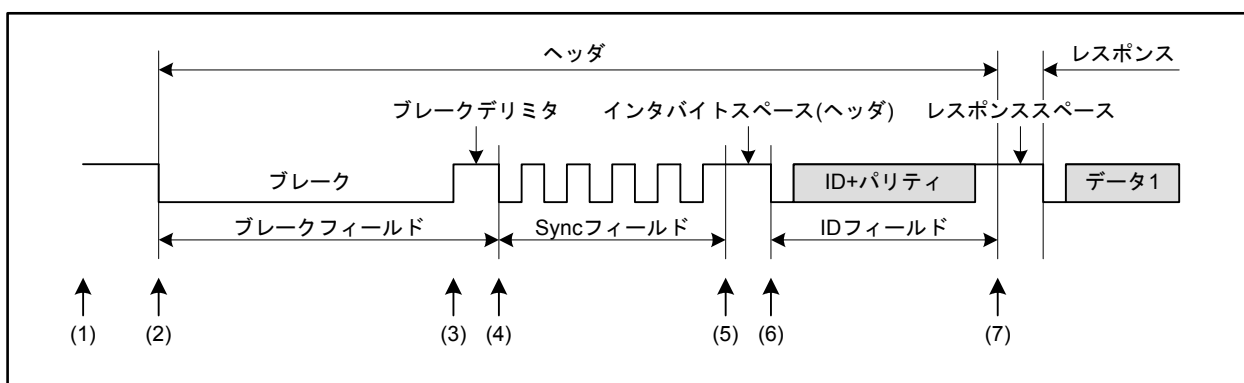 ヘッダ
レスポンス
ブレークデリミタ
インタバイトスペース(ヘッダ)
レスポンススペース
ブレーク
ID+パリティ
データ1
ブレークフィールド
Syncフィールド
IDフィールド
(1)
(2)
(3)
(4)
(5)
(6)
(7)